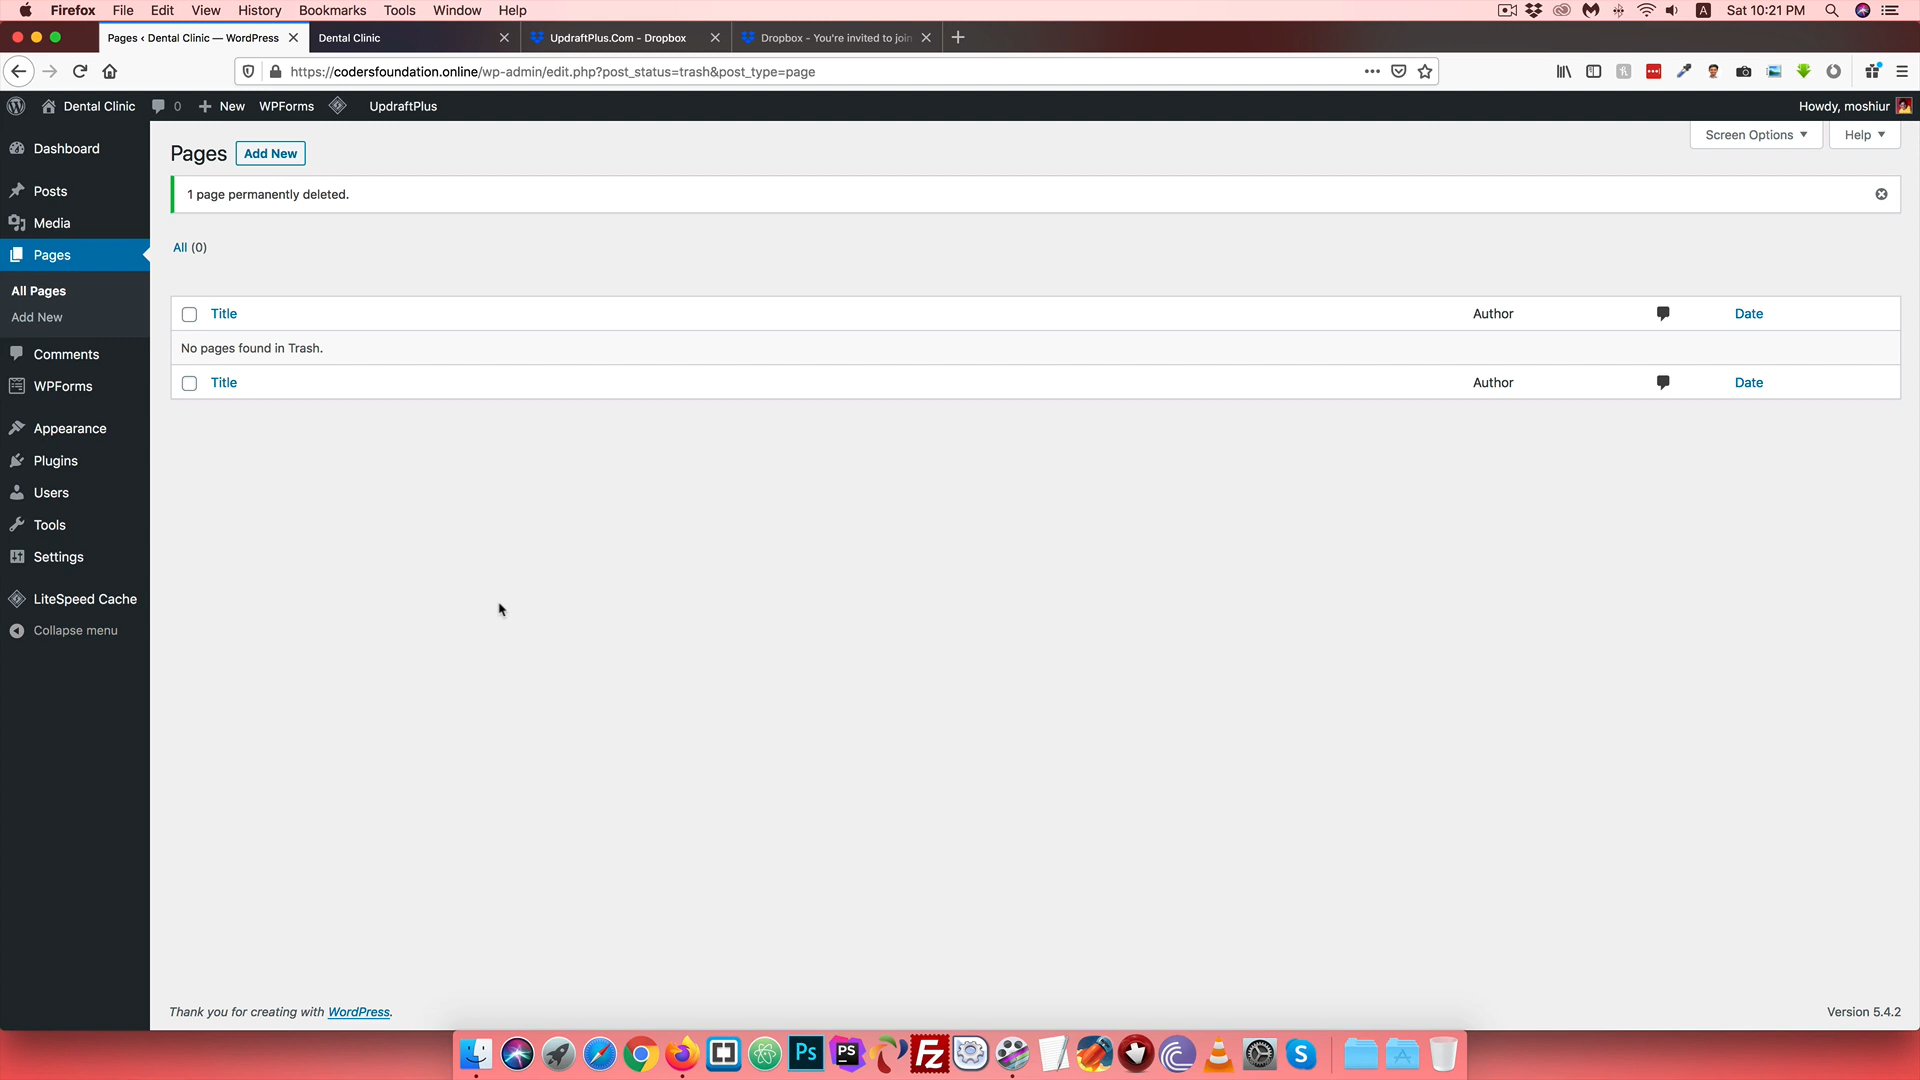 Firefox File Edit View History Bookmarks Tools Window Help A Sat 10:21 PM
Pages ‹ Dental Clinic — WordPress Dental Clinic UpdraftPlus.Com - Dropbox Dropbox - You're invited to join
https://codersfoundation.online/wp-admin/edit.php?post_status=trash&post_type=page
Dental Clinic 0 New WPForms UpdraftPlus Howdy, moshiur
Screen Options Help
Dashboard
Posts
Media
Pages
All Pages
Add New
Comments
WPForms
Appearance
Plugins
Users
Tools
Settings
LiteSpeed Cache
Collapse menu
Pages Add New
1 page permanently deleted.
All (0)
Title Author Date
No pages found in Trash.
Title Author Date
Thank you for creating with WordPress. Version 5.4.2
Ps PS FZ S